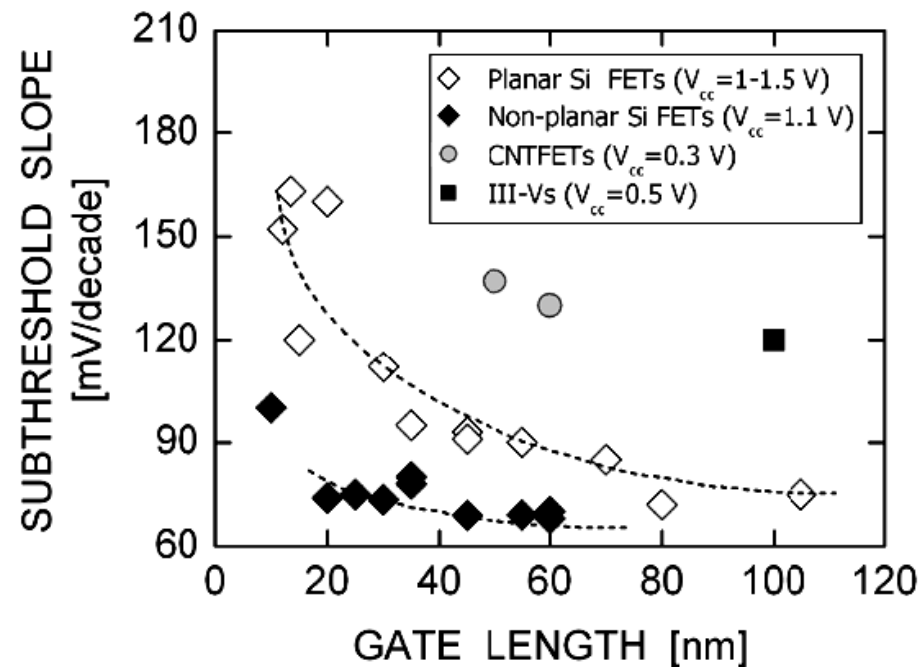 SUBTHRESHOLD SLOPE
[mV/decade]
210
180
150
120
90
60
Planar Si FETs (Vcc=1-1.5 V)
Non-planar Si FETs (Vcc=1.1 V)
CNTFETs (Vcc=0.3 V)
III-Vs (Vcc=0.5 V)
0 20 40 60 80 100 120
GATE LENGTH [nm]